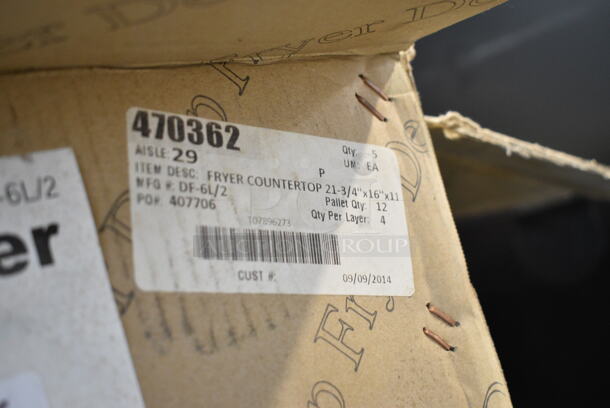 Fryer De
470362
Qty: 5
AISLE: 29
UM: EA
P
ITEM DESC: FRYER COUNTERTOP 21-3/4"x16"x11
MFG #: DF-6L/2
Pallet Qty: 12
PO#: 407706
Qty Per Layer: 4
T07896273
GROUP
CUST #:
09/09/2014
-6L/2
er